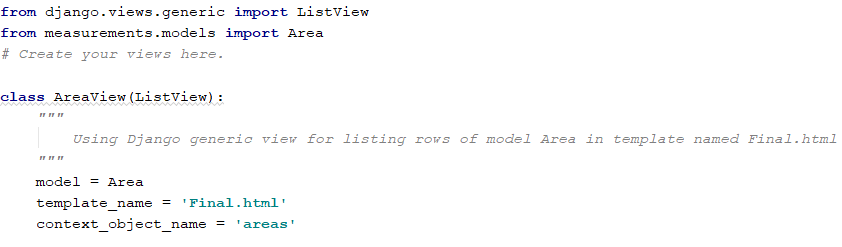 from django.views.generic import ListView
from measurements.models import Area
# Create your views here.
class AreaView(ListView):
"""
Using Django generic view for listing rows of model Area in template named Final.html
"""
model = Area
template_name = 'Final.html'
context_object_name = 'areas'